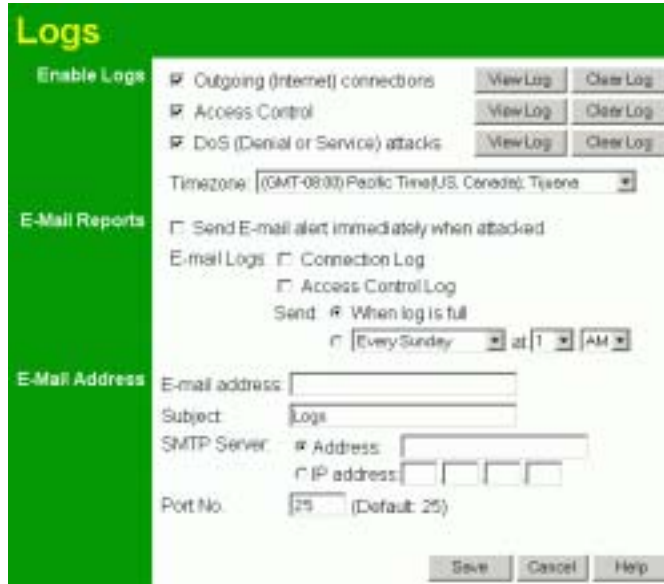 Logs
Enable Logs
Outgoing (Internet) connections View Log Clear Log
Access Control View Log Clear Log
DoS (Denial or Service) attacks View Log Clear Log
Timezone: (GMT-08:00) Pacific Time(US, Canada); Tijuana
E-Mail Reports
Send E-mail alert immediately when attacked
E-mail Logs Connection Log
Access Control Log
Send When log is full
Every Sunday at 1 AM
E-Mail Address
E-mail address:
Subject: Logs
SMTP Server: Address:
IP address:
Port No. 25 (Default: 25)
Save Cancel Help